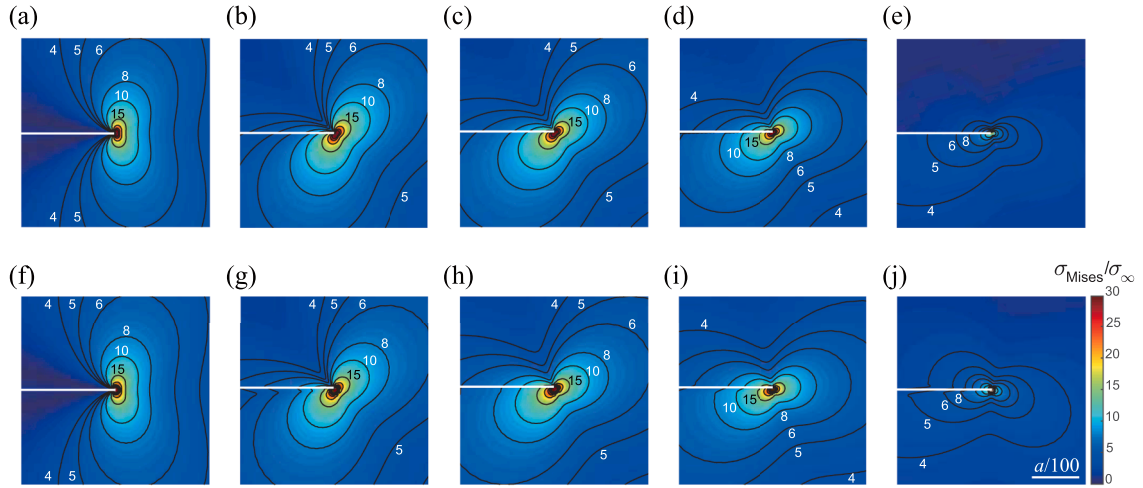 (a) (b) (c) (d) (e)
4 5 6 8 10 15
4 5
4 5 6 8 10 15 5
4 5 6 8 10 15 5
4 4 6 8 10 15 5
6 8 5 4
(f) (g) (h) (i) (j)
σMises/σ∞
30
25
20
15
10
5
0
4 5 6 8 10 15
4 5
4 5 6 8 10 15 5
4 5 6 8 10 15 5
4 10 15 8 6 5 4
6 8 5 4
a/100